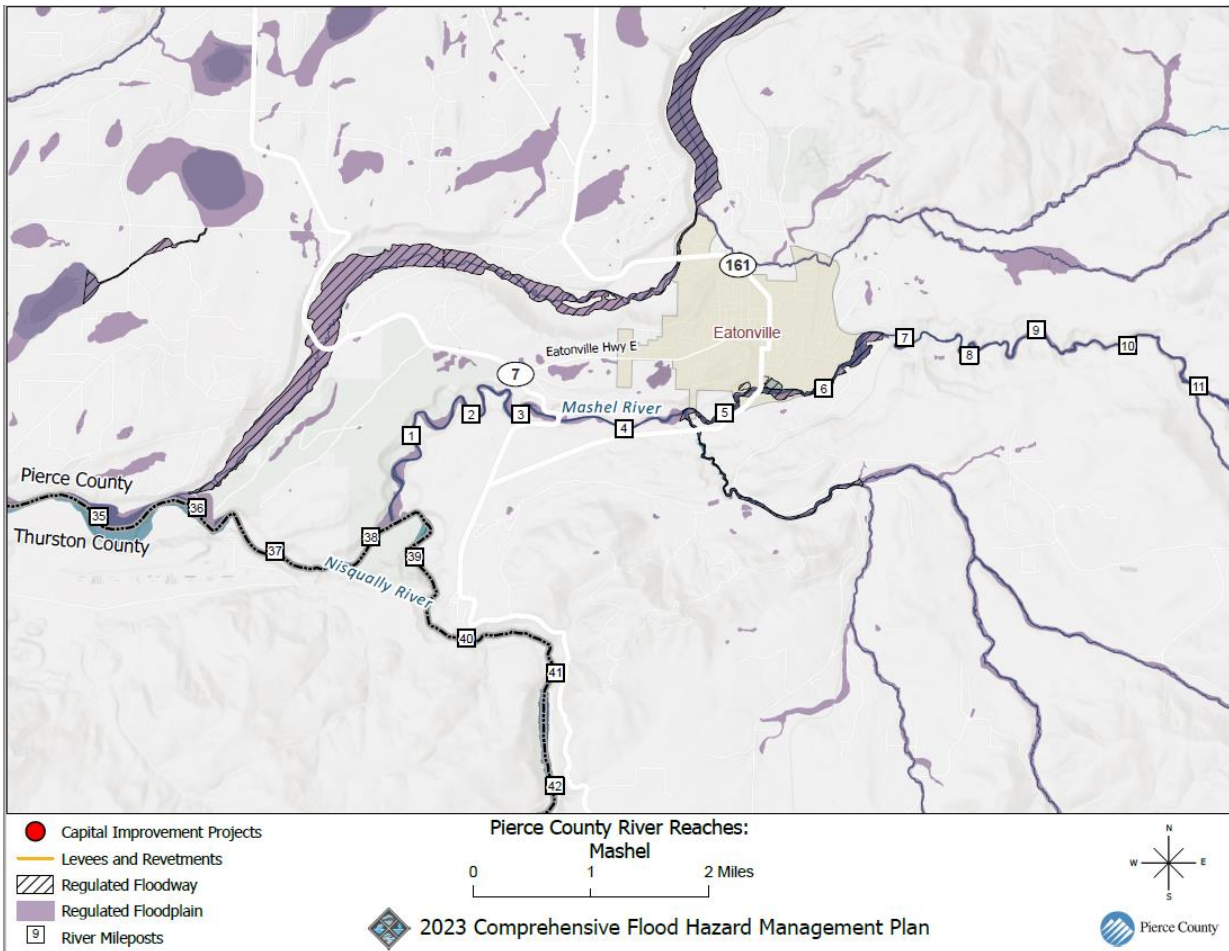 161
Eatonville
Eatonville Hwy E
7
Mashel River
7
9
8
10
11
6
5
4
3
2
1
Pierce County
35
36
Thurston County
37
38
39
Nisqually River
40
41
42
Capital Improvement Projects
Levees and Revetments
Regulated Floodway
Regulated Floodplain
9 River Mileposts
Pierce County River Reaches:
Mashel
0 1 2 Miles
2023 Comprehensive Flood Hazard Management Plan
N
W E
S
Pierce County